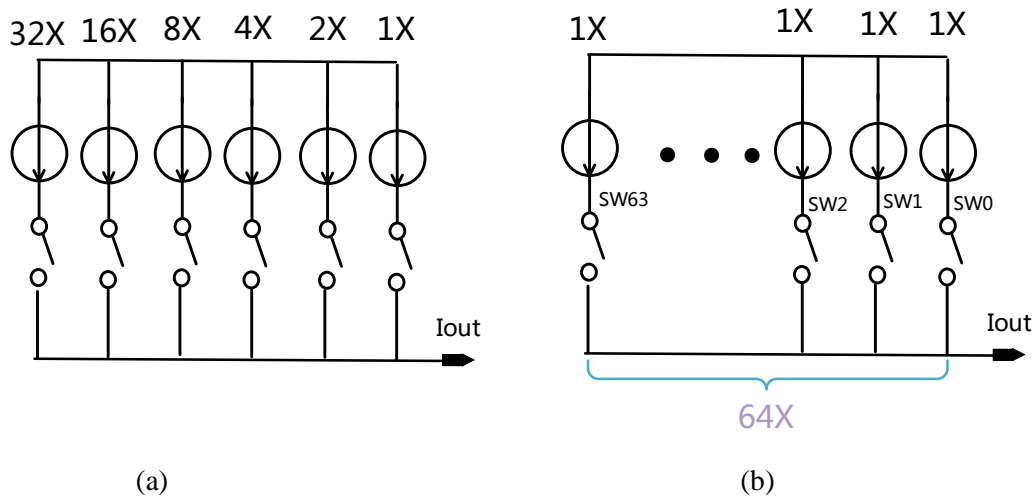 32X 16X 8X 4X 2X 1X
1X 1X 1X 1X
SW63 SW2 SW1 SW0
Iout Iout
64X
(a) (b)